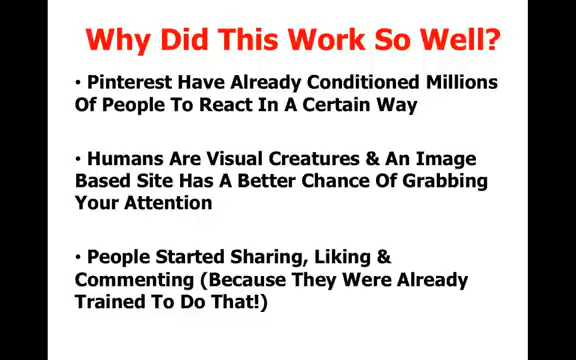 Why Did This Work So Well?
• Pinterest Have Already Conditioned Millions
Of People To React In A Certain Way
• Humans Are Visual Creatures & An Image
Based Site Has A Better Chance Of Grabbing
Your Attention
• People Started Sharing, Liking &
Commenting (Because They Were Already
Trained To Do That!)